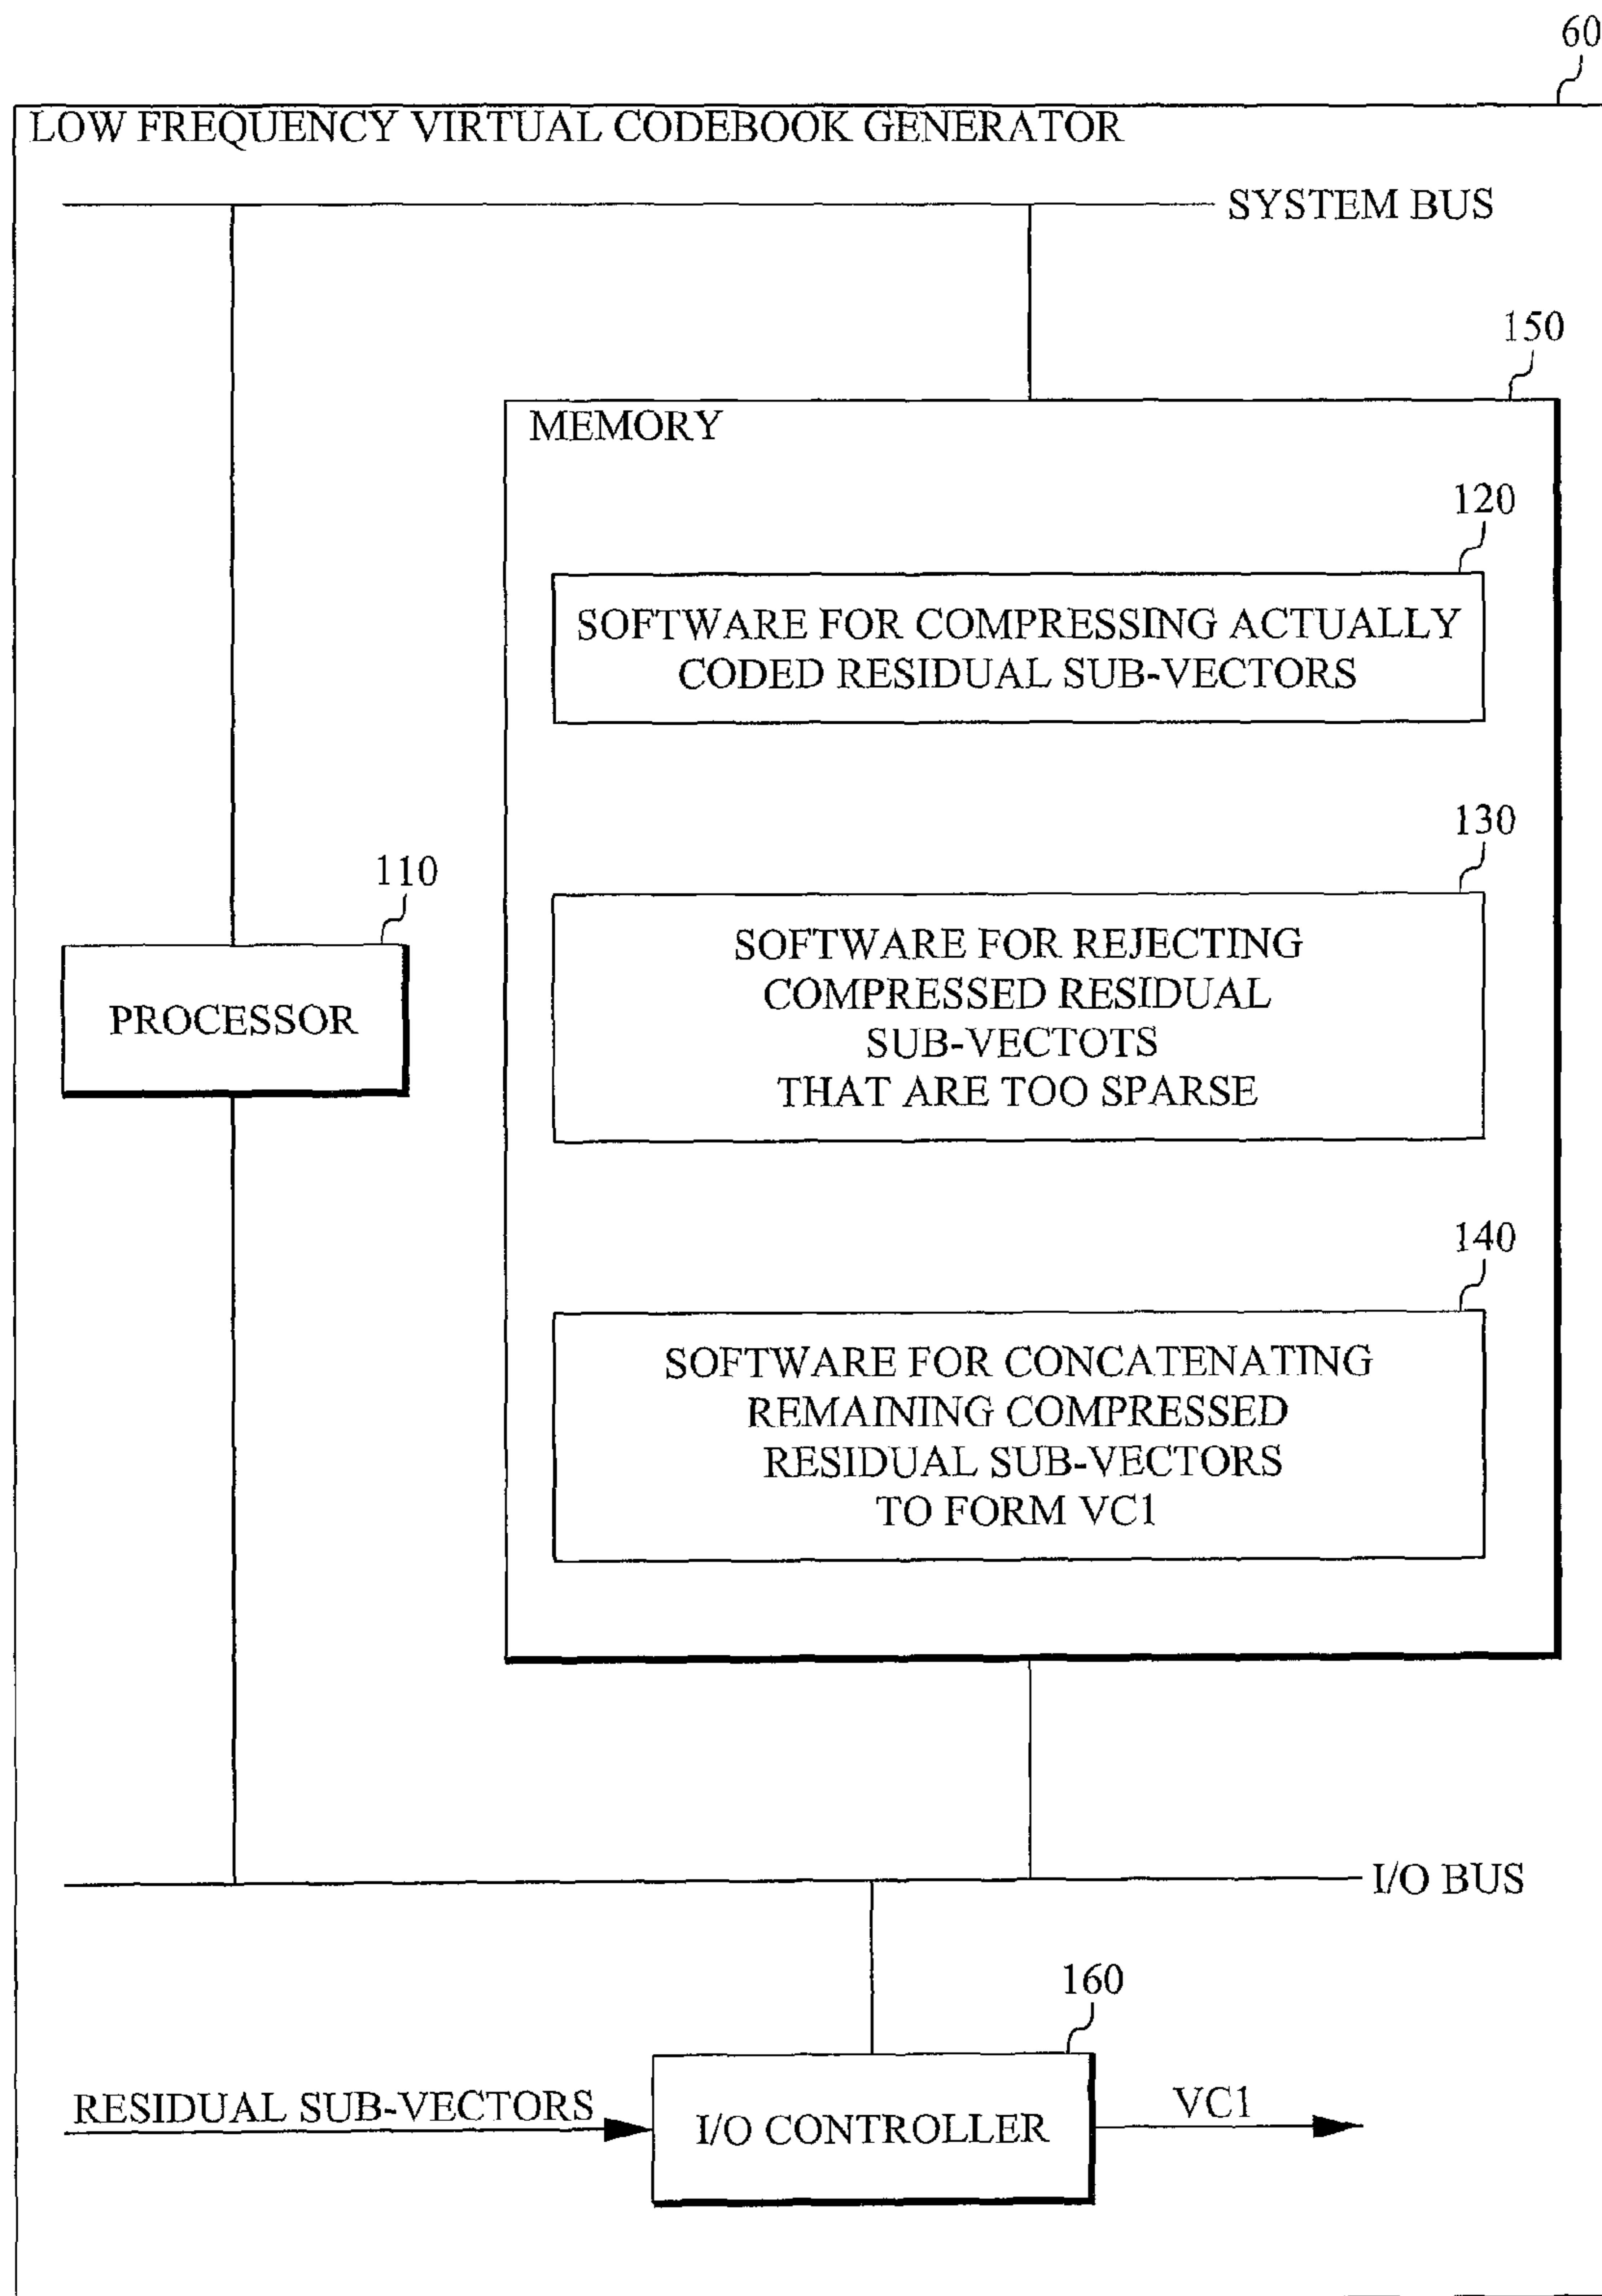 60
LOW FREQUENCY VIRTUAL CODEBOOK GENERATOR
SYSTEM BUS
150
MEMORY
120
SOFTWARE FOR COMPRESSING ACTUALLY
CODED RESIDUAL SUB-VECTORS
130
SOFTWARE FOR REJECTING
COMPRESSED RESIDUAL
SUB-VECTOTS
THAT ARE TOO SPARSE
110
PROCESSOR
140
SOFTWARE FOR CONCATENATING
REMAINING COMPRESSED
RESIDUAL SUB-VECTORS
TO FORM VC1
I/O BUS
160
RESIDUAL SUB-VECTORS
I/O CONTROLLER
VC1